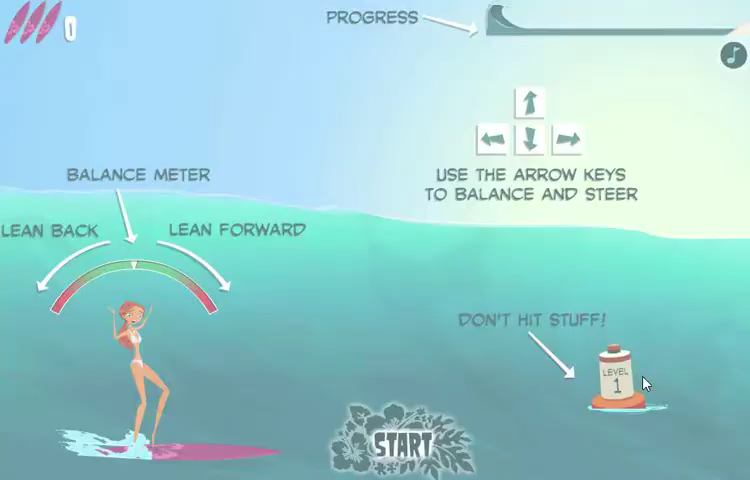 0
PROGRESS
BALANCE METER
USE THE ARROW KEYS
TO BALANCE AND STEER
LEAN BACK
LEAN FORWARD
DON'T HIT STUFF!
LEVEL
1
START